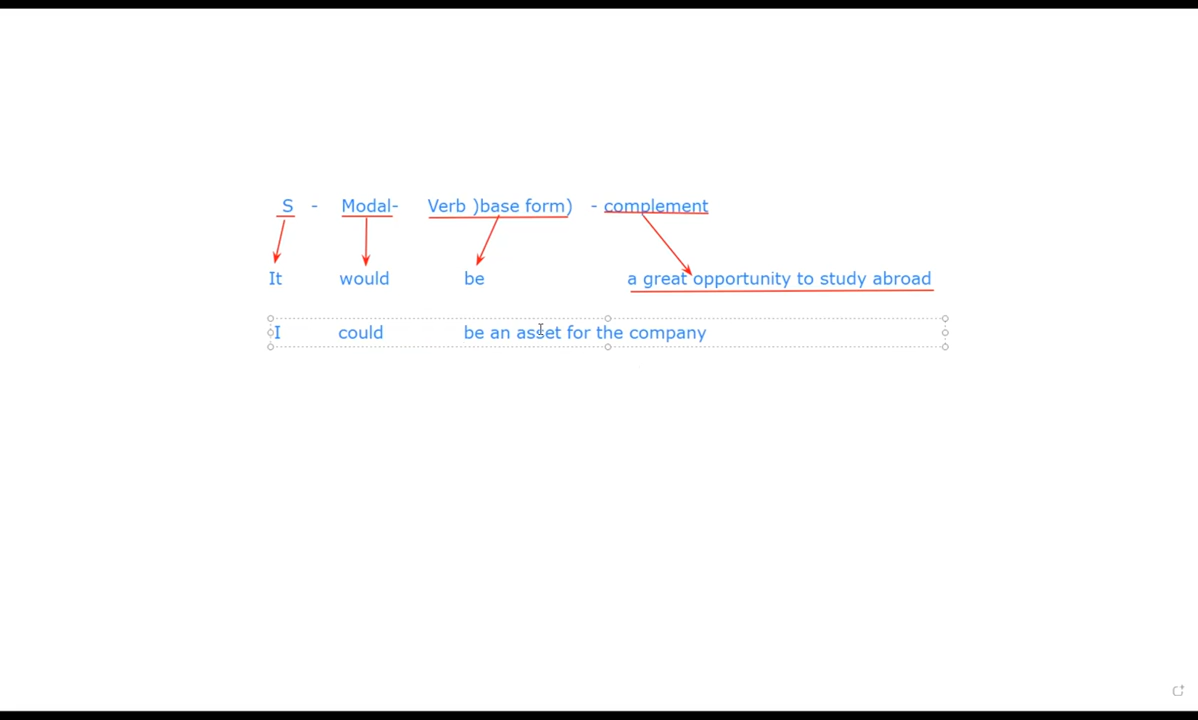 S - Modal- Verb )base form) - complement
It would be a great opportunity to study abroad
I could be an asset for the company